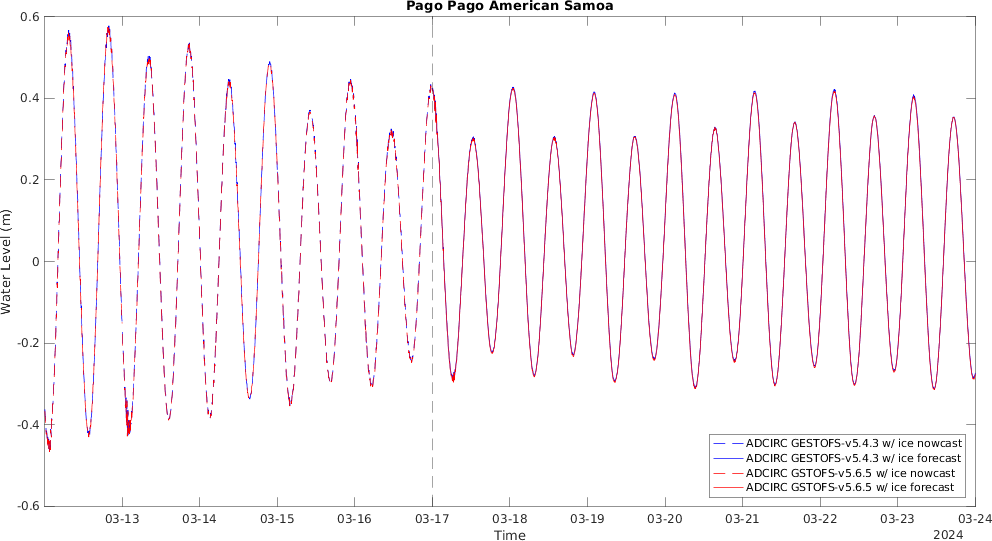 Pago Pago American Samoa
0.6
0.4
0.2
0
-0.2
-0.4
-0.6
Water Level (m)
ADCIRC GESTOFS-v5.4.3 w/ ice nowcast
ADCIRC GESTOFS-v5.4.3 w/ ice forecast
ADCIRC GSTOFS-v5.6.5 w/ ice nowcast
ADCIRC GSTOFS-v5.6.5 w/ ice forecast
03-13 03-14 03-15 03-16 03-17 03-18 03-19 03-20 03-21 03-22 03-23 03-24
Time
2024